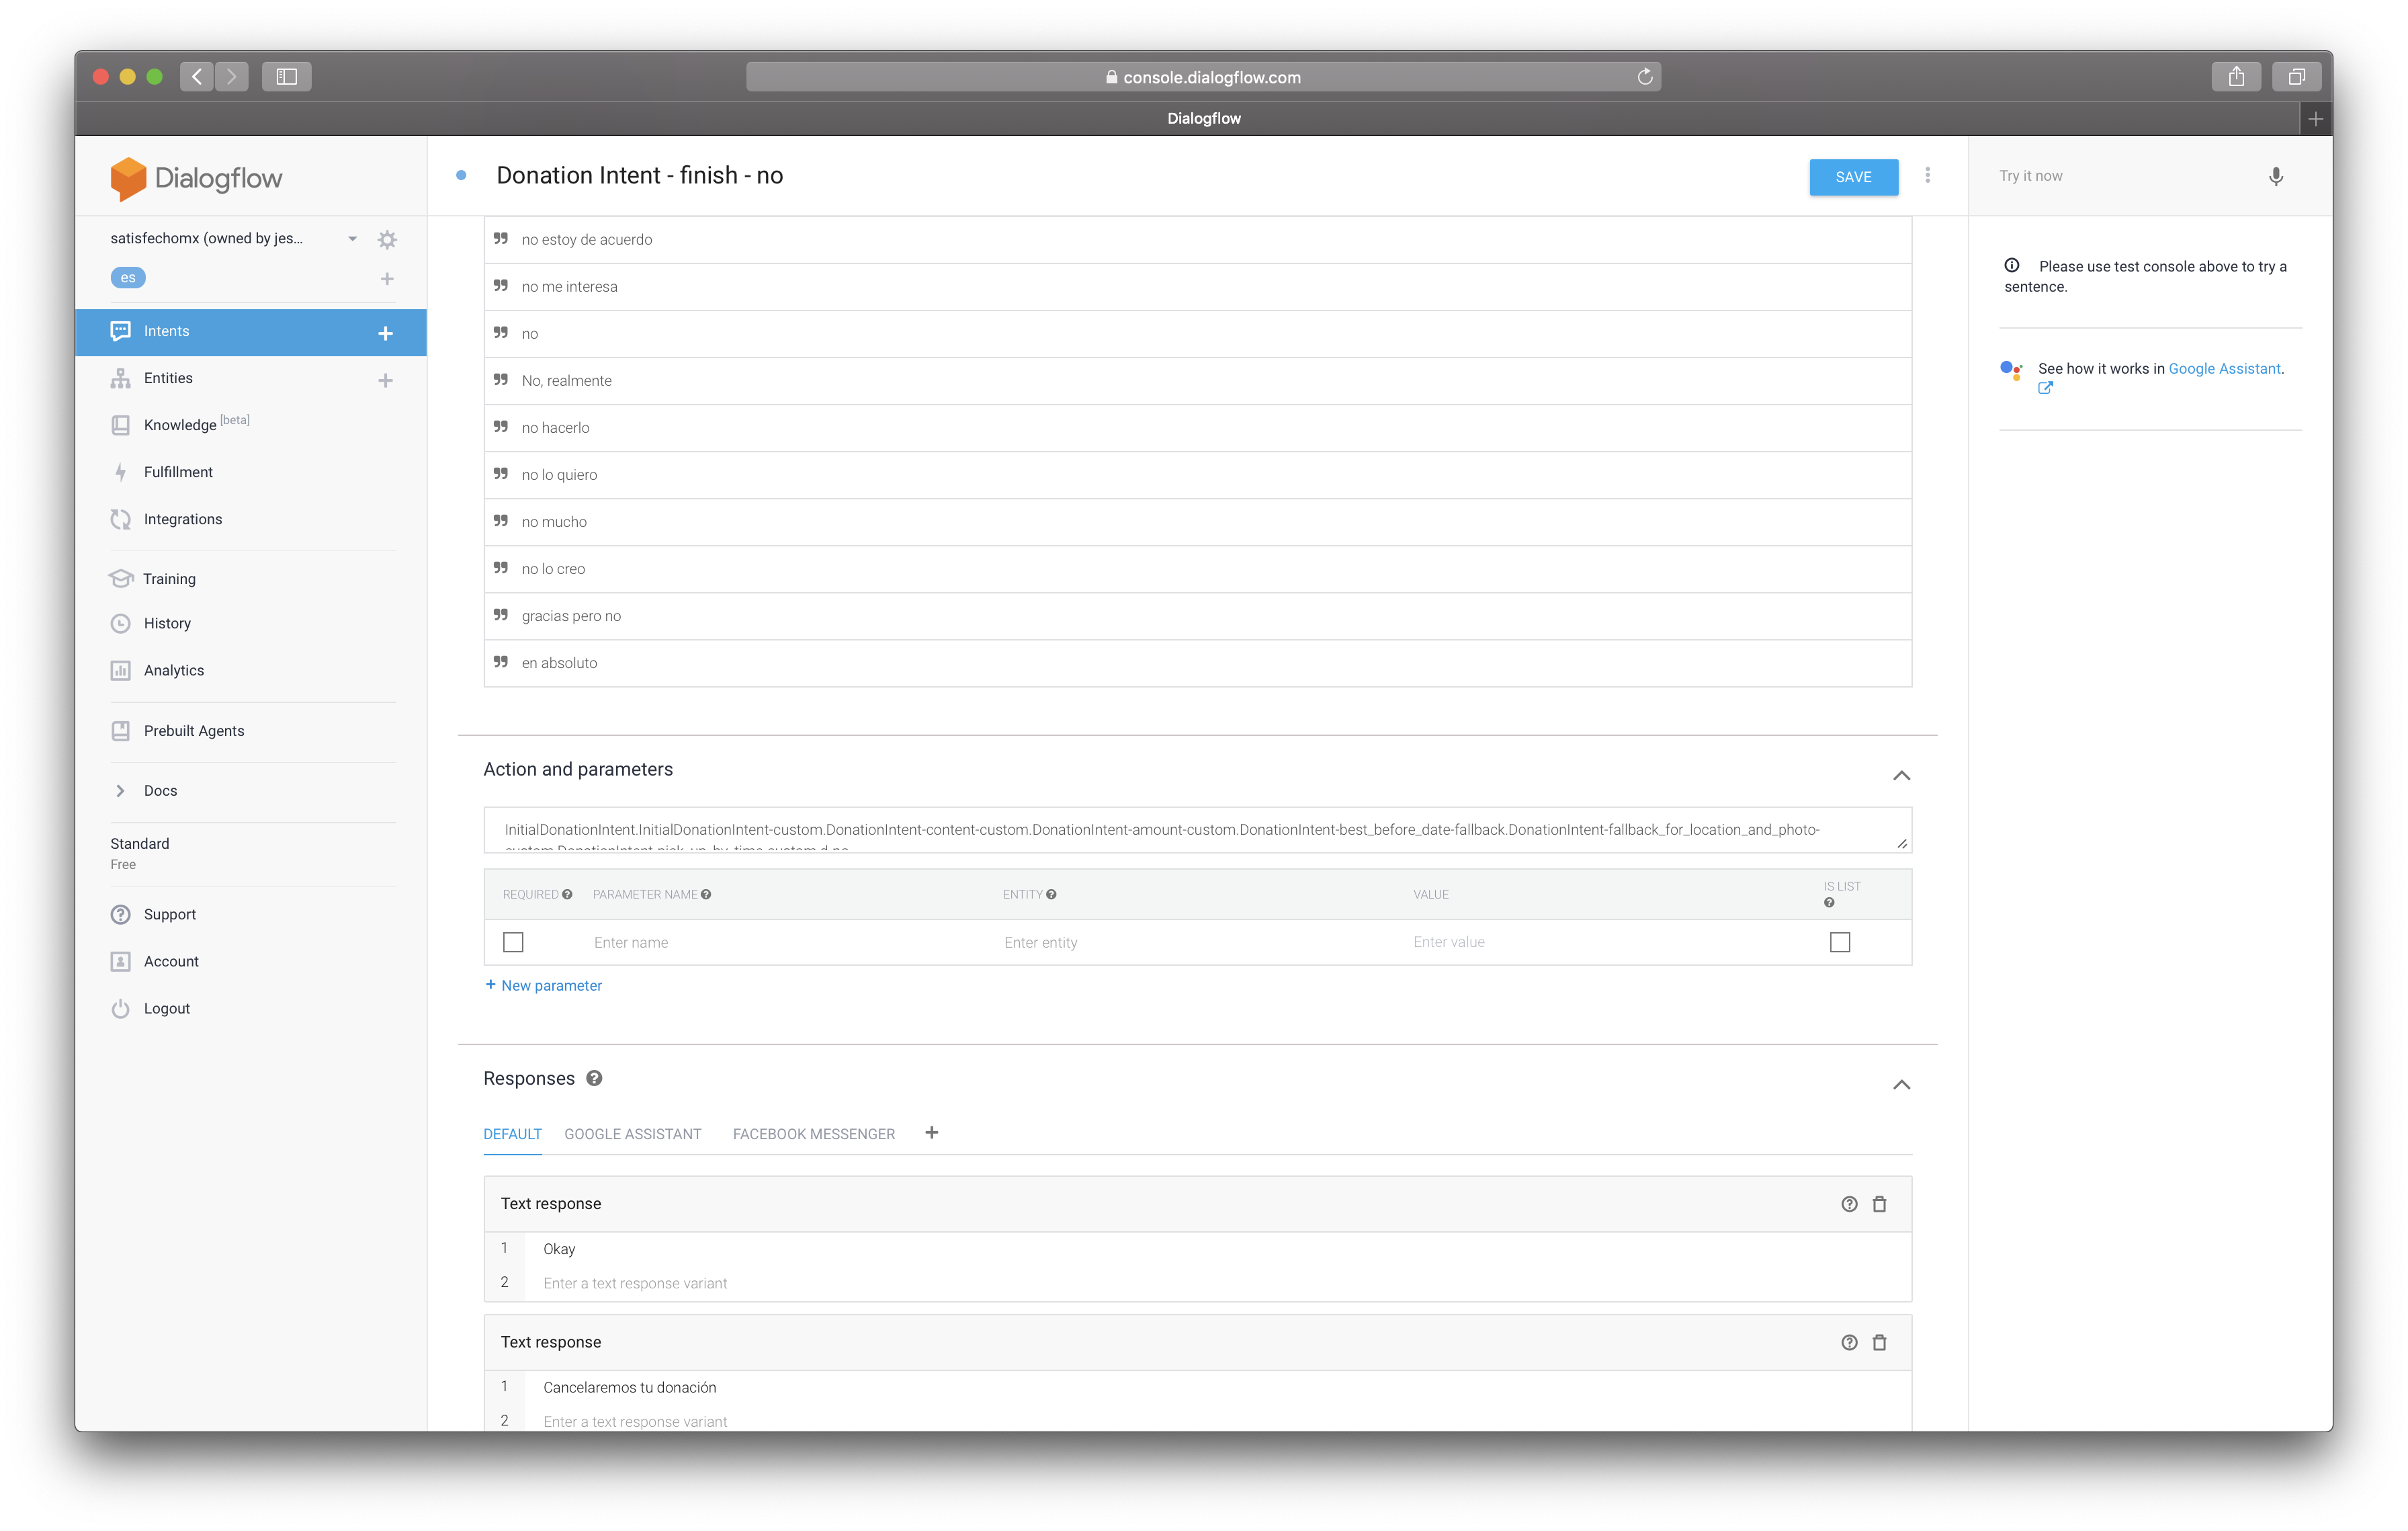 console.dialogflow.com
Dialogflow
Dialogflow
Donation Intent - finish - no
SAVE
Try it now
satisfechomx (owned by jes...
es
Intents
Entities
Knowledge [beta]
Fulfillment
Integrations
Training
History
Analytics
Prebuilt Agents
Docs
Standard
Free
Support
Account
Logout
no estoy de acuerdo
no me interesa
no
No, realmente
no hacerlo
no lo quiero
no mucho
no lo creo
gracias pero no
en absoluto
Action and parameters
InitialDonationIntent.InitialDonationIntent-custom.DonationIntent-content-custom.DonationIntent-amount-custom.DonationIntent-best_before_date-fallback.DonationIntent-fallback_for_location_and_photo-
custom.DonationIntent-pick_up_by_time-custom.d-no
REQUIRED PARAMETER NAME ENTITY VALUE IS LIST
Enter name Enter entity Enter value
+ New parameter
Responses
DEFAULT GOOGLE ASSISTANT FACEBOOK MESSENGER
Text response
1 Okay
2 Enter a text response variant
Text response
1 Cancelaremos tu donación
2 Enter a text response variant
Please use test console above to try a
sentence.
See how it works in Google Assistant.